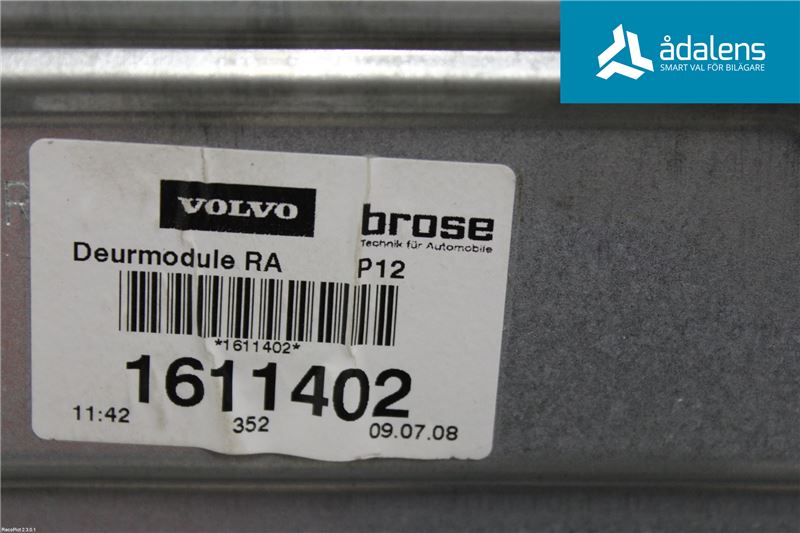 ådalens
SMART VAL FÖR BILÄGARE
R
VOLVO
brose
Technik für Automobile
Deurmodule RA P12
*1611402*
1611402
11:42 352 09.07.08